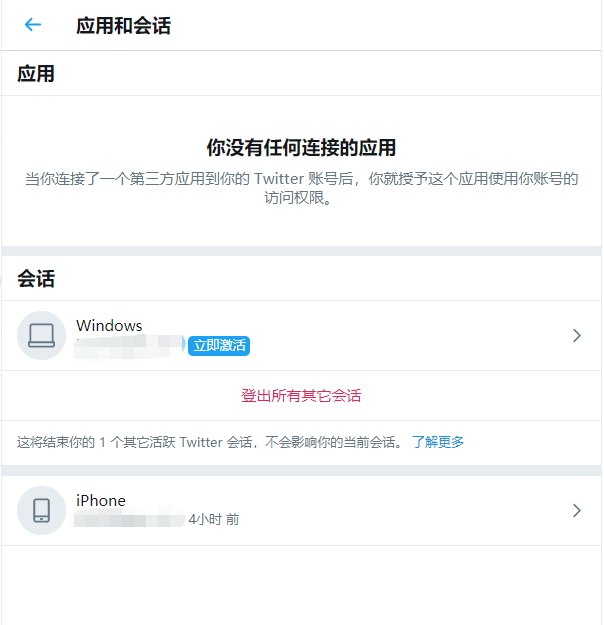 应用和会话
应用
你没有任何连接的应用
当你连接了一个第三方应用到你的 Twitter 账号后，你就授予这个应用使用你账号的
访问权限。
会话
Windows
立即激活
登出所有其它会话
这将结束你的 1 个其它活跃 Twitter 会话，不会影响你的当前会话。 了解更多
iPhone
4小时 前